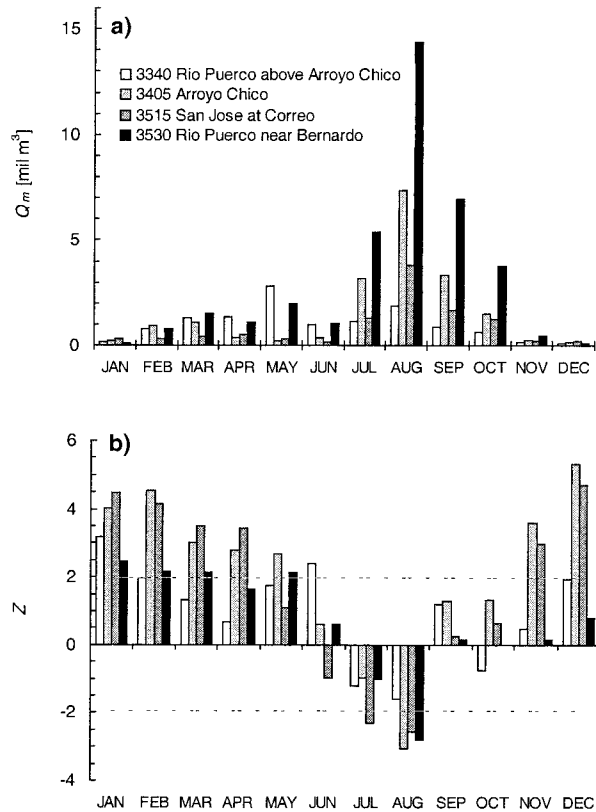 a)
15
3340 Rio Puerco above Arroyo Chico
3405 Arroyo Chico
3515 San Jose at Correo
3530 Rio Puerco near Bernardo
10
Qm [mil m³]
5
0
JAN FEB MAR APR MAY JUN JUL AUG SEP OCT NOV DEC
b)
6
4
2
Z
0
-2
-4
JAN FEB MAR APR MAY JUN JUL AUG SEP OCT NOV DEC